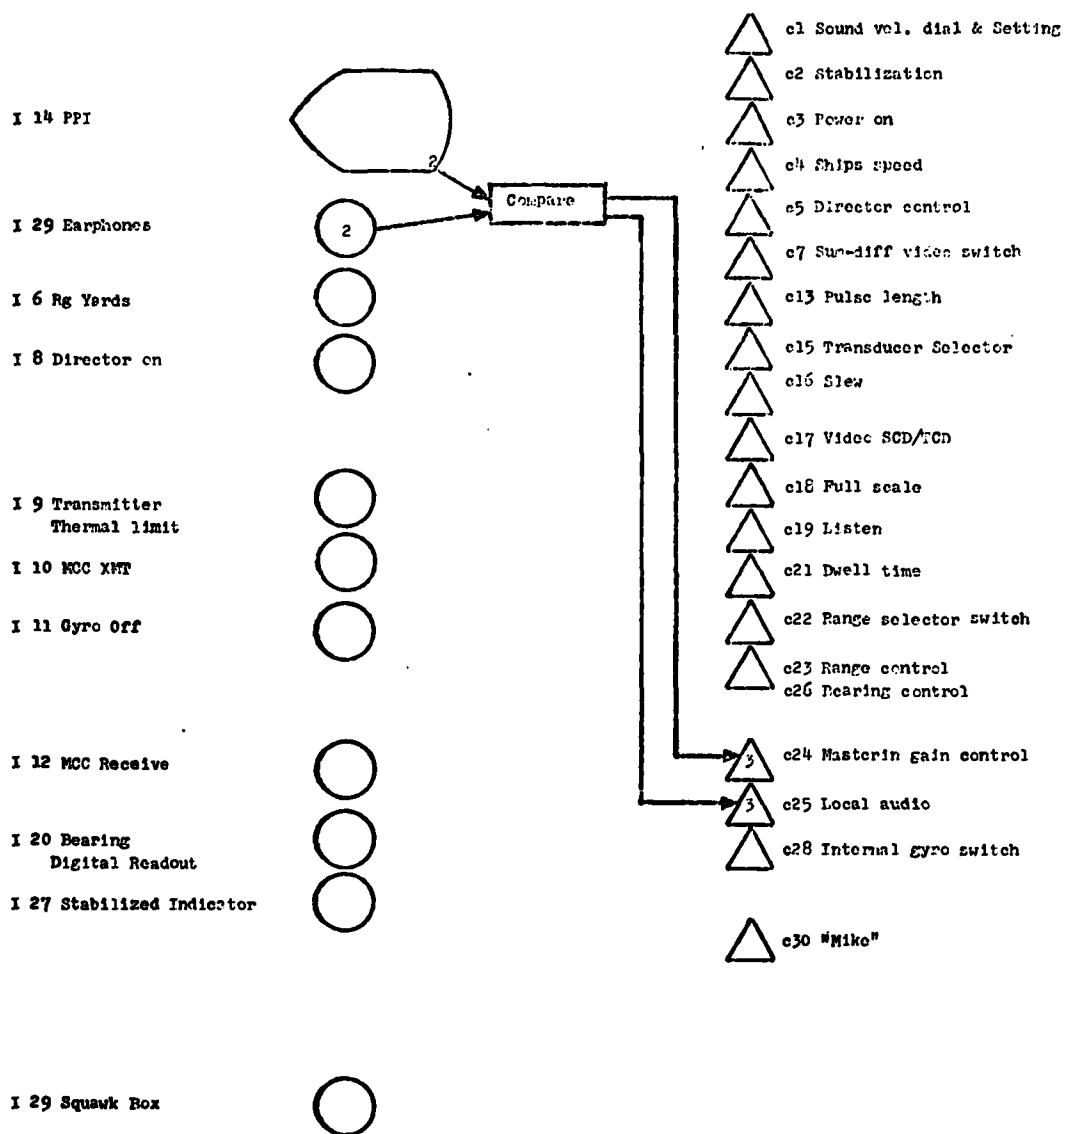 I 14 PPI
2
I 29 Earphones
2
Compare
I 6 Rg Yards
I 8 Director on
I 9 Transmitter
Thermal limit
I 10 MCC XMT
I 11 Gyro Off
I 12 MCC Receive
I 20 Bearing
Digital Readout
I 27 Stabilized Indicator
I 29 Squawk Box
c1 Sound vol. dial & Setting
c2 Stabilization
c3 Power on
c4 Ships speed
c5 Director control
c7 Sum-diff video switch
c13 Pulse length
c15 Transducer Selector
c16 Slew
c17 Video SCD/TCD
c18 Full scale
c19 Listen
c21 Dwell time
c22 Range selector switch
c23 Range control
c26 Bearing control
3
c24 Masterin gain control
3
c25 Local audio
c28 Internal gyro switch
c30 "Mike"